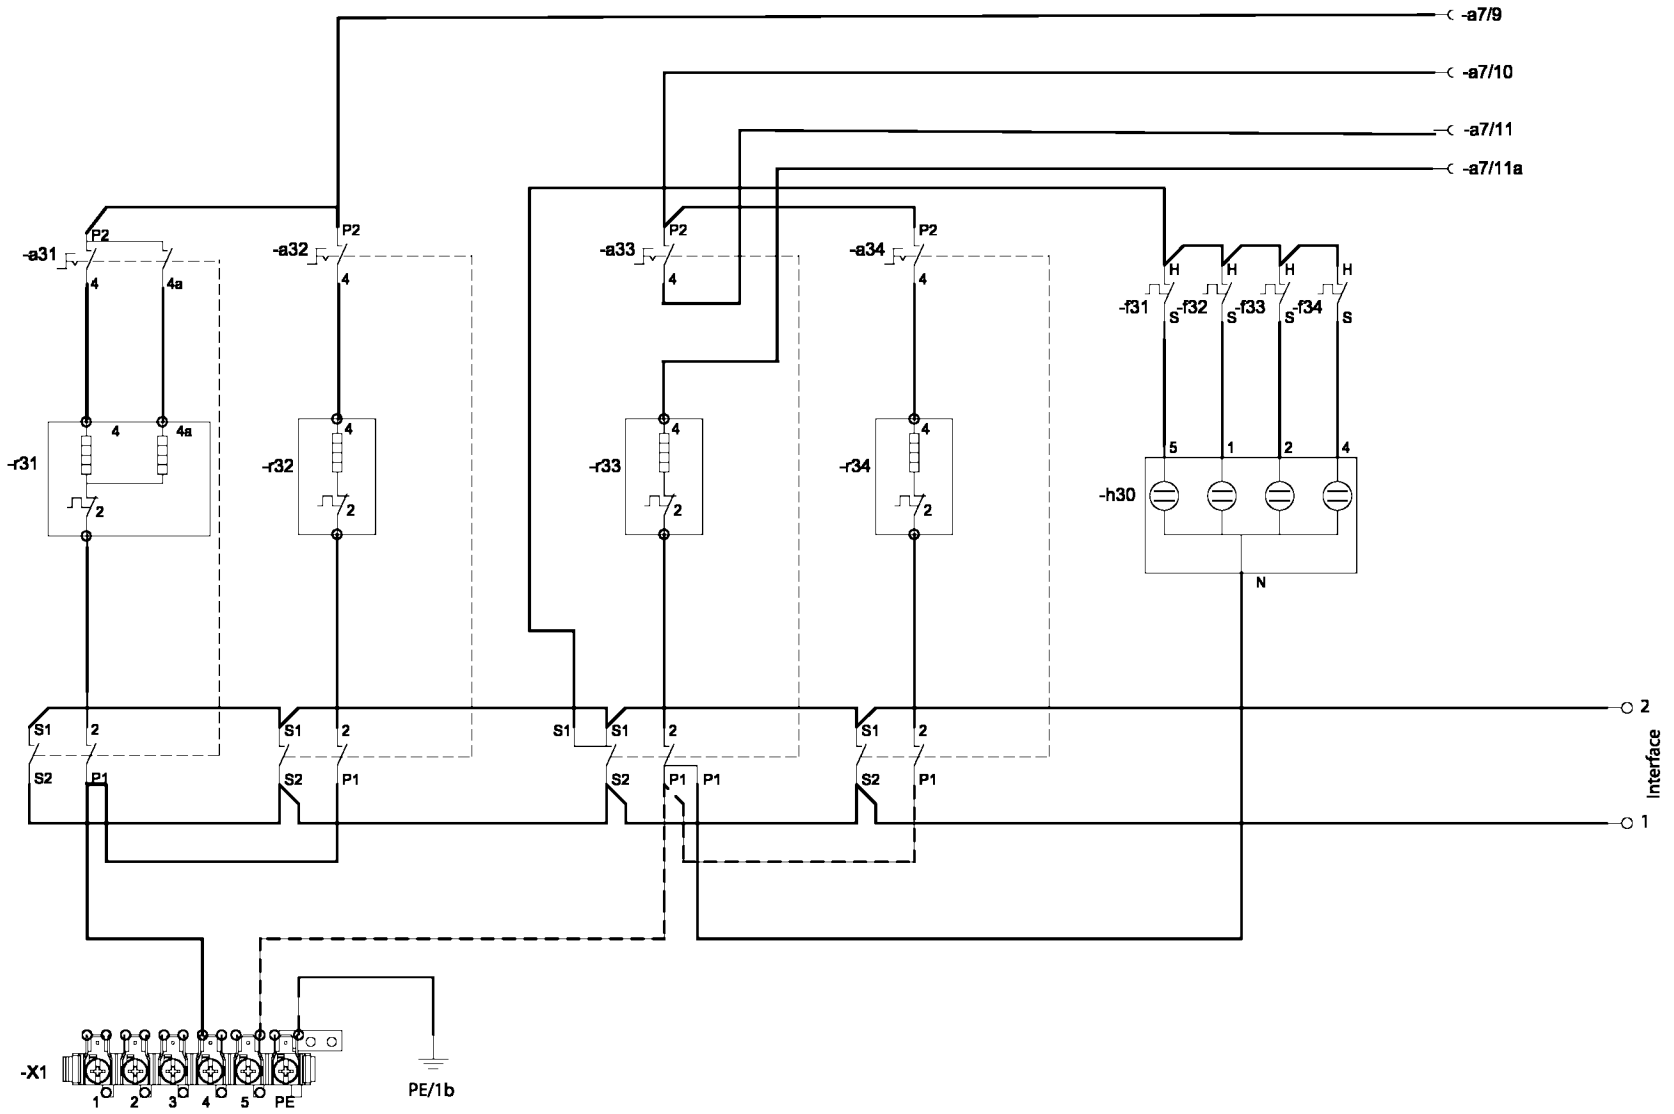 -a7/9
-a7/10
-a7/11
-a7/11a
P2
P2
P2
P2
-a31
-a32
-a33
-a34
4
4a
4
4
4
H
H
H
H
-f31
-f32
-f33
-f34
S
S
S
S
4
4a
4
4
4
5
1
2
4
-r31
-r32
-r33
-r34
-h30
2
2
2
2
N
S1
2
S1
2
S1
S1
2
S1
2
S2
P1
S2
P1
S2
P1
P1
S2
P1
2
Interface
1
-X1
1
2
3
4
5
PE
PE/1b